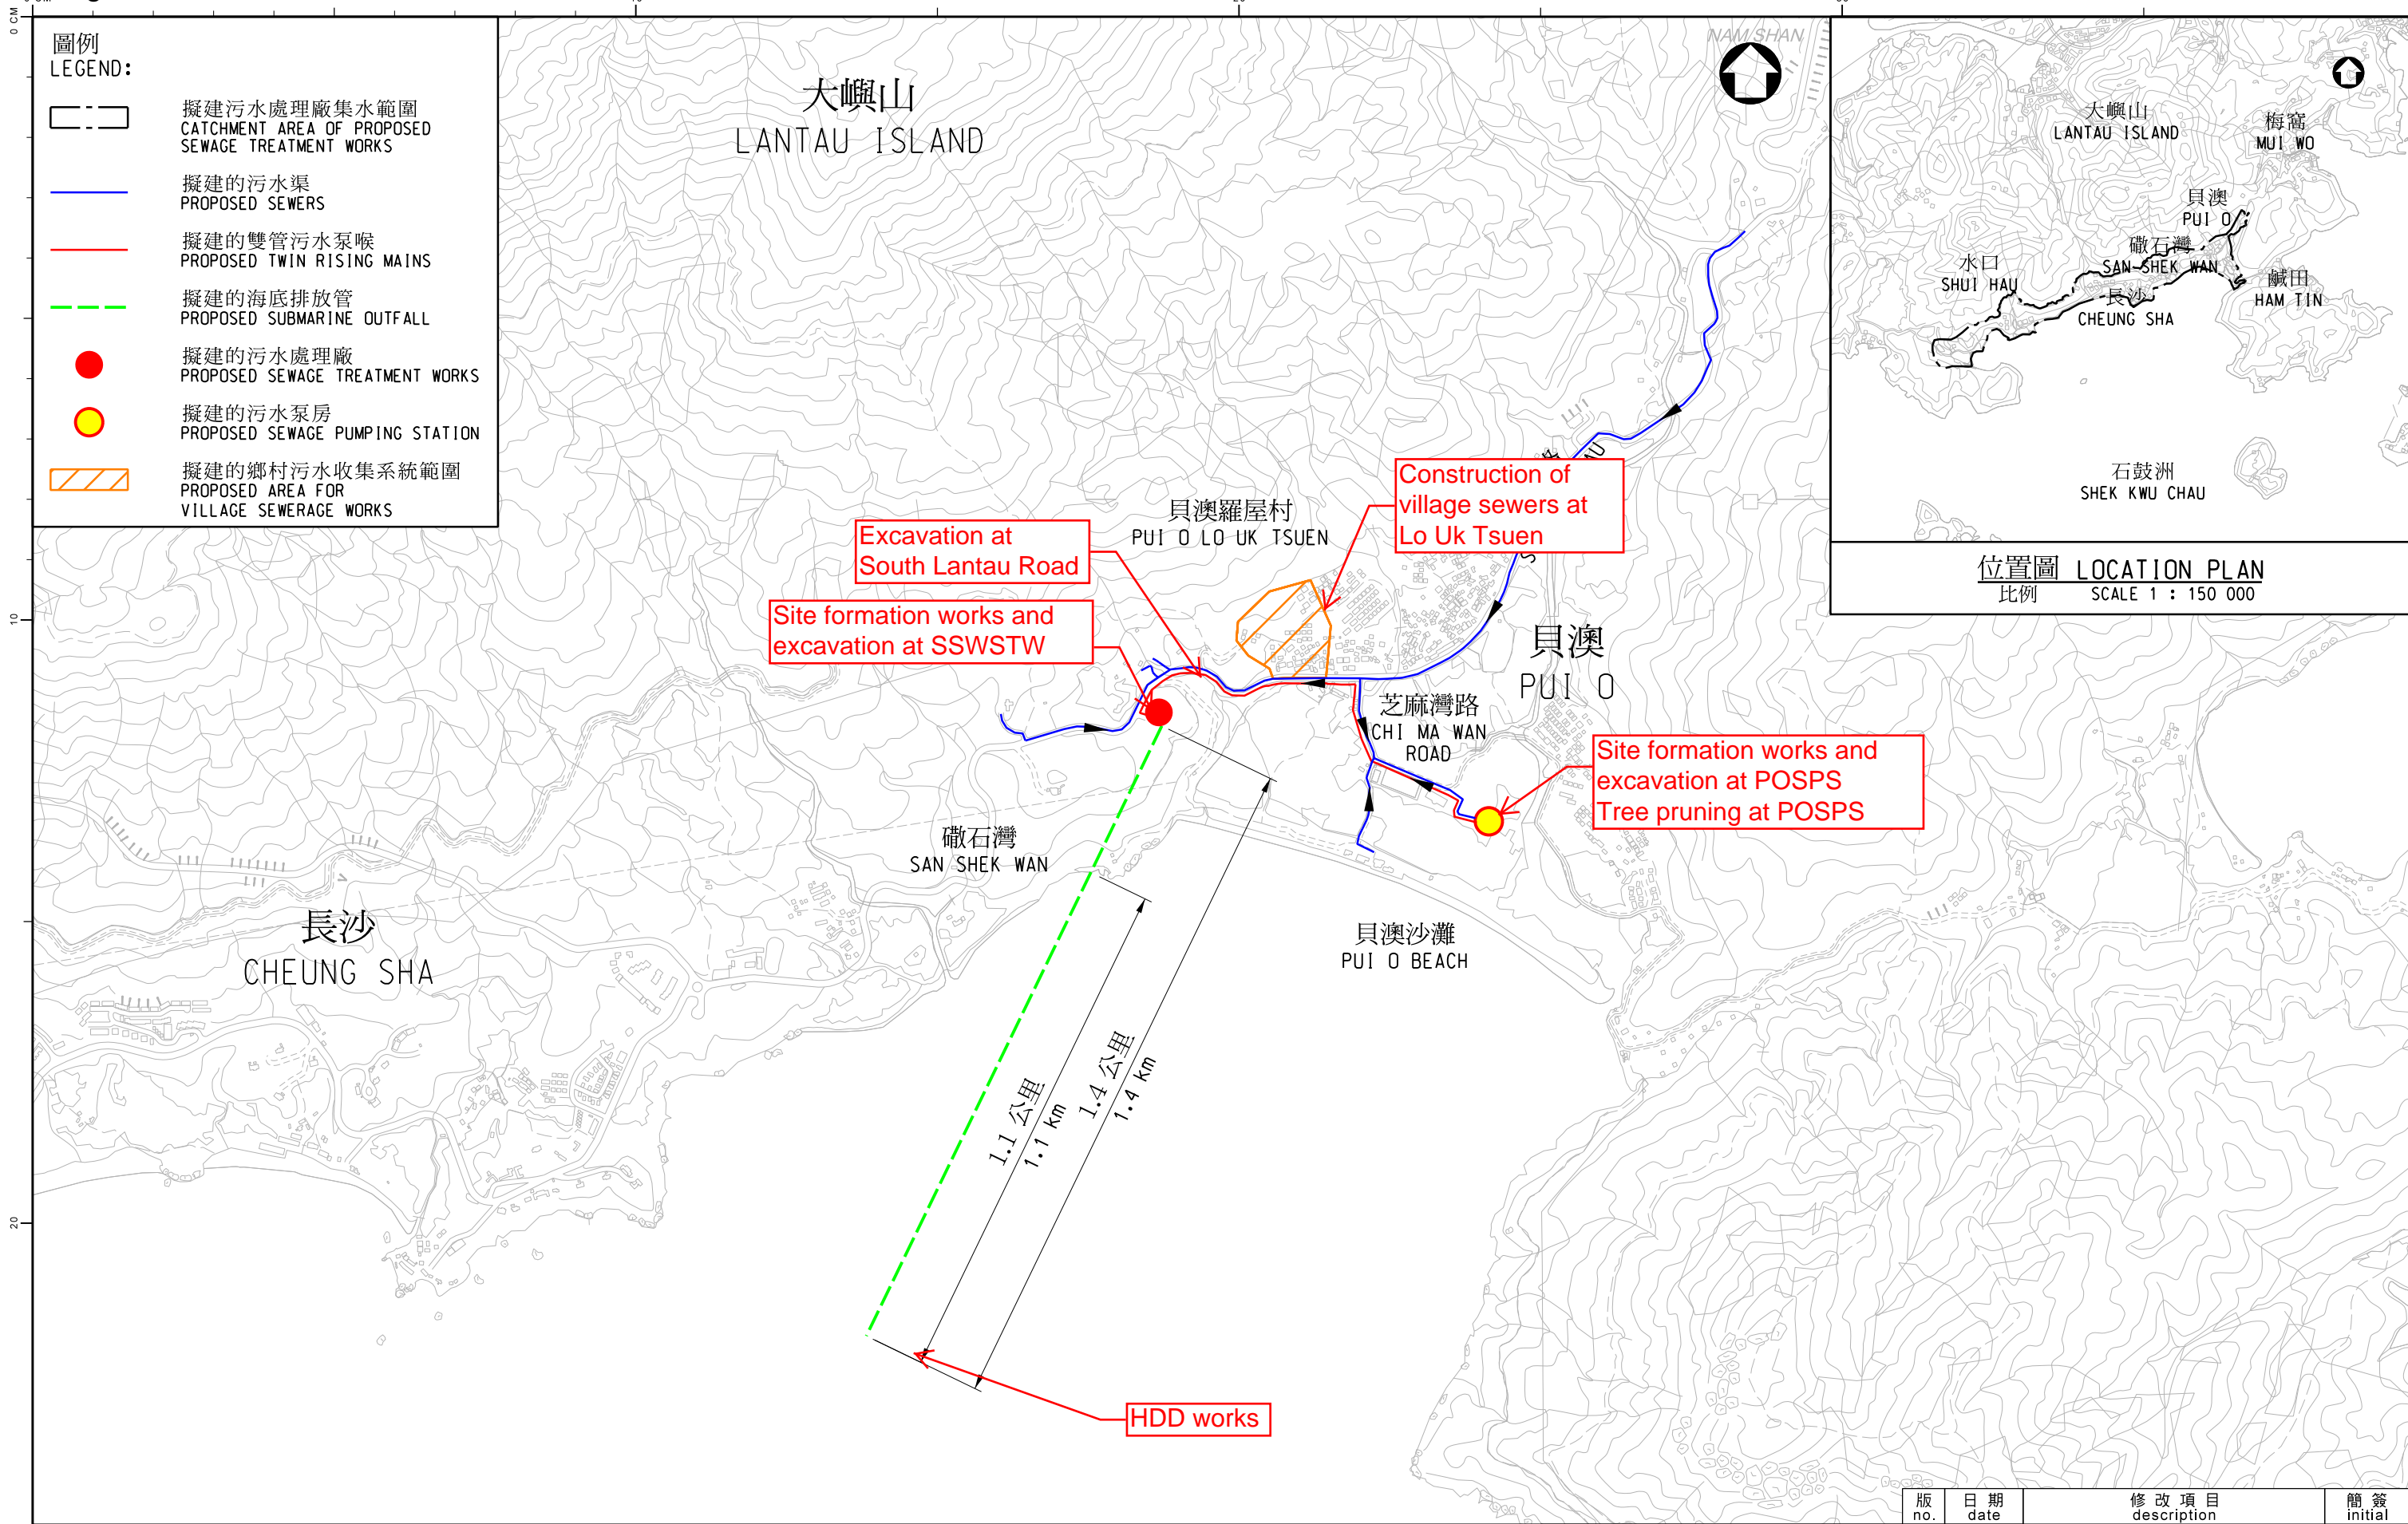 0 CM
10
20
圖例
LEGEND:
擬建污水處理廠集水範圍
CATCHMENT AREA OF PROPOSED
SEWAGE TREATMENT WORKS
擬建的污水渠
PROPOSED SEWERS
擬建的雙管污水泵喉
PROPOSED TWIN RISING MAINS
擬建的海底排放管
PROPOSED SUBMARINE OUTFALL
擬建的污水處理廠
PROPOSED SEWAGE TREATMENT WORKS
擬建的污水泵房
PROPOSED SEWAGE PUMPING STATION
擬建的鄉村污水收集系統範圍
PROPOSED AREA FOR
VILLAGE SEWERAGE WORKS
大嶼山
LANTAU ISLAND
NAM SHAN
大嶼山
LANTAU ISLAND
梅窩
MUI WO
貝澳
PUI O
磡石灣
SAN SHEK WAN
水口
SHUI HAU
鹹田
HAM TIN
長沙
CHEUNG SHA
石鼓洲
SHEK KWU CHAU
位置圖 LOCATION PLAN
比例 SCALE 1 : 150 000
Construction of
village sewers at
Lo Uk Tsuen
貝澳羅屋村
PUI O LO UK TSUEN
Excavation at
South Lantau Road
Site formation works and
excavation at SSWSTW
貝澳
PUI O
芝麻灣路
CHI MA WAN
ROAD
Site formation works and
excavation at POSPS
Tree pruning at POSPS
磡石灣
SAN SHEK WAN
長沙
CHEUNG SHA
貝澳沙灘
PUI O BEACH
1.1 公里
1.1 km
1.4 公里
1.4 km
HDD works
版 日期 修改項目 簡簽
no. date description initial